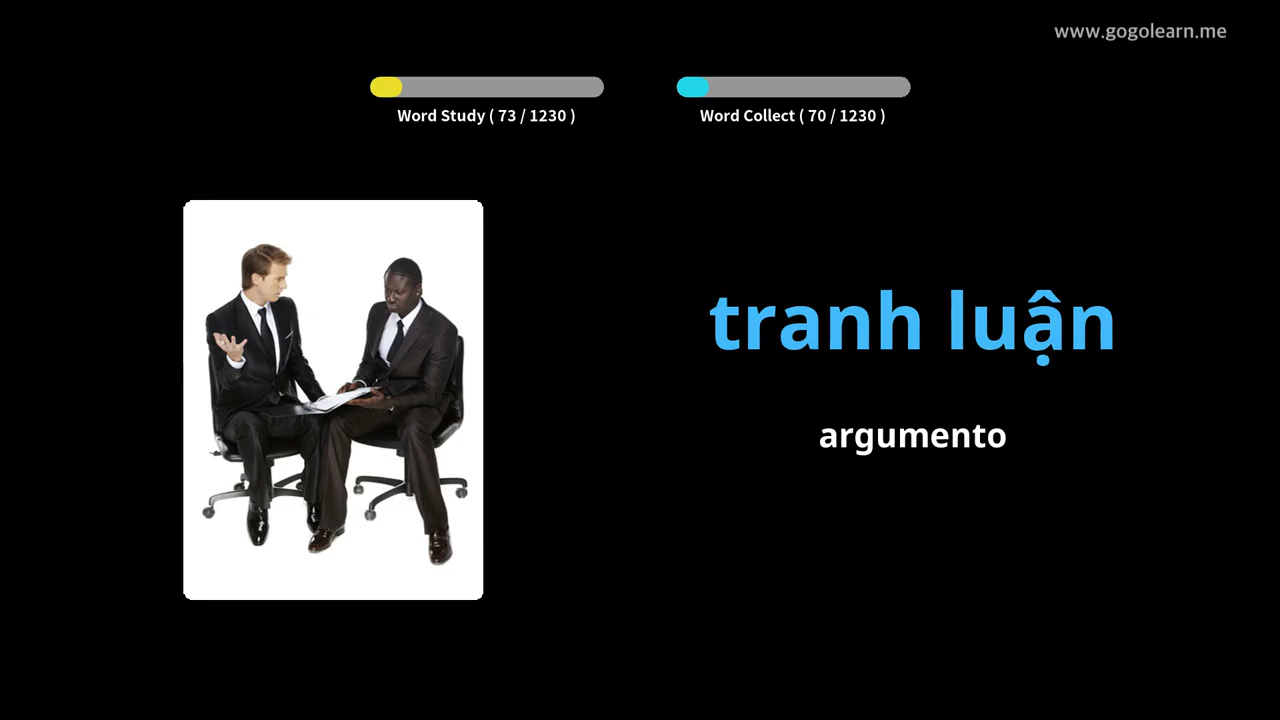 www.gogolearn.me
Word Study ( 73 / 1230 )
Word Collect ( 70 / 1230 )
tranh luận
argumento